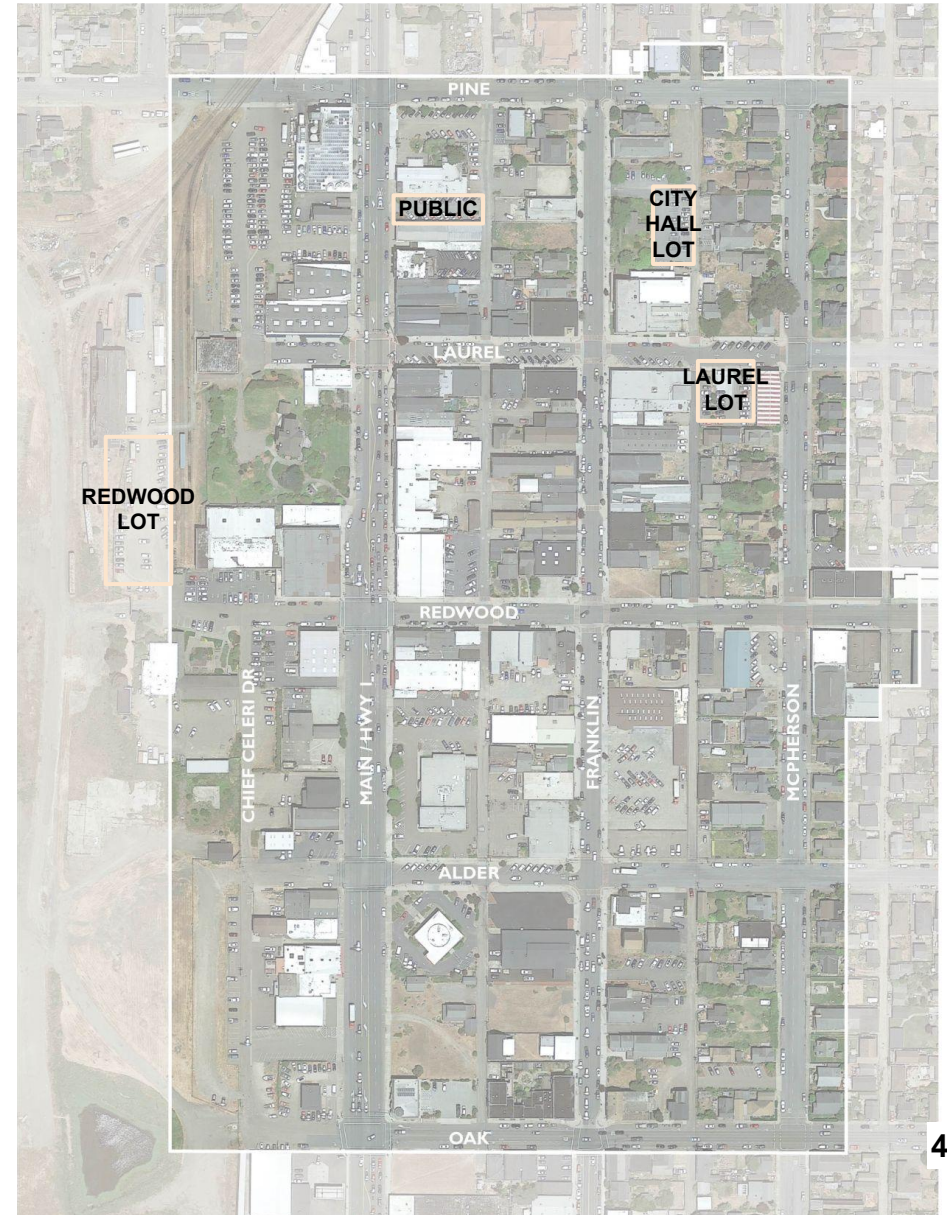 PINE
PUBLIC
CITY
HALL
LOT
LAUREL
LAUREL
LOT
REDWOOD
LOT
REDWOOD
CHIEF CELERI DR
MAIN / HWY 1
FRANKLIN
MCPHERSON
ALDER
OAK
4